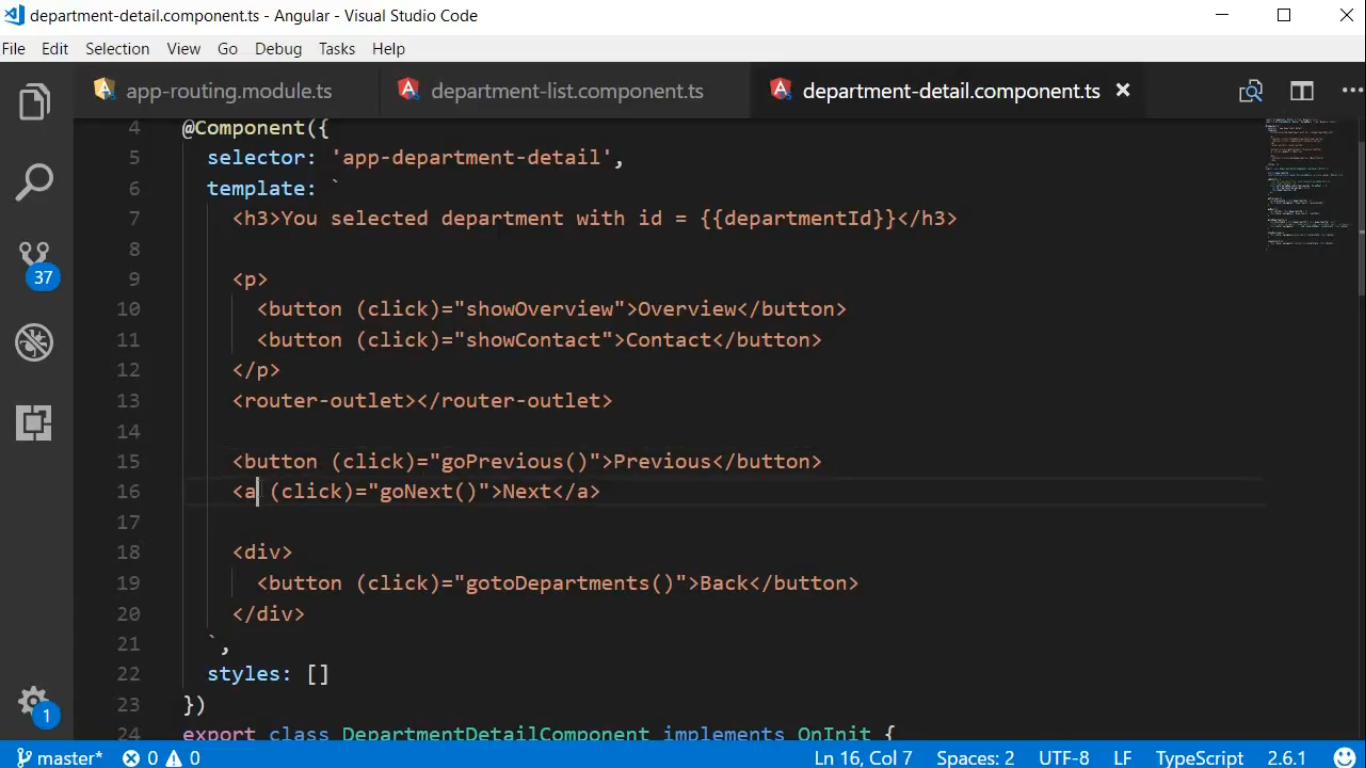 department-detail.component.ts - Angular - Visual Studio Code
File Edit Selection View Go Debug Tasks Help
app-routing.module.ts department-list.component.ts department-detail.component.ts
4 @Component({
5 selector: 'app-department-detail',
6 template: `
7 <h3>You selected department with id = {{departmentId}}</h3>
8
9 <p>
10 <button (click)="showOverview">Overview</button>
11 <button (click)="showContact">Contact</button>
12 </p>
13 <router-outlet></router-outlet>
14
15 <button (click)="goPrevious()">Previous</button>
16 <a (click)="goNext()">Next</a>
17
18 <div>
19 <button (click)="gotoDepartments()">Back</button>
20 </div>
21 `,
22 styles: []
23 })
24 export class DepartmentDetailComponent implements OnInit {
37
1
master* 0 0 Ln 16, Col 7 Spaces: 2 UTF-8 LF TypeScript 2.6.1